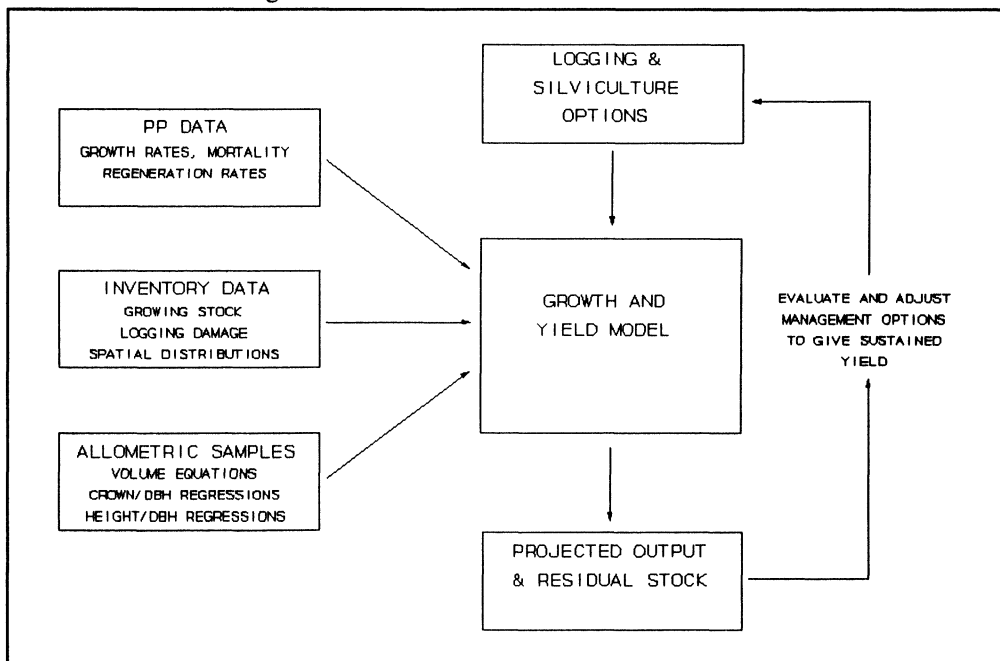 LOGGING &
SILVICULTURE
OPTIONS
PP DATA
GROWTH RATES, MORTALITY
REGENERATION RATES
INVENTORY DATA
GROWING STOCK
LOGGING DAMAGE
SPATIAL DISTRIBUTIONS
GROWTH AND
YIELD MODEL
EVALUATE AND ADJUST
MANAGEMENT OPTIONS
TO GIVE SUSTAINED
YIELD
ALLOMETRIC SAMPLES
VOLUME EQUATIONS
CROWN/DBH REGRESSIONS
HEIGHT/DBH REGRESSIONS
PROJECTED OUTPUT
& RESIDUAL STOCK